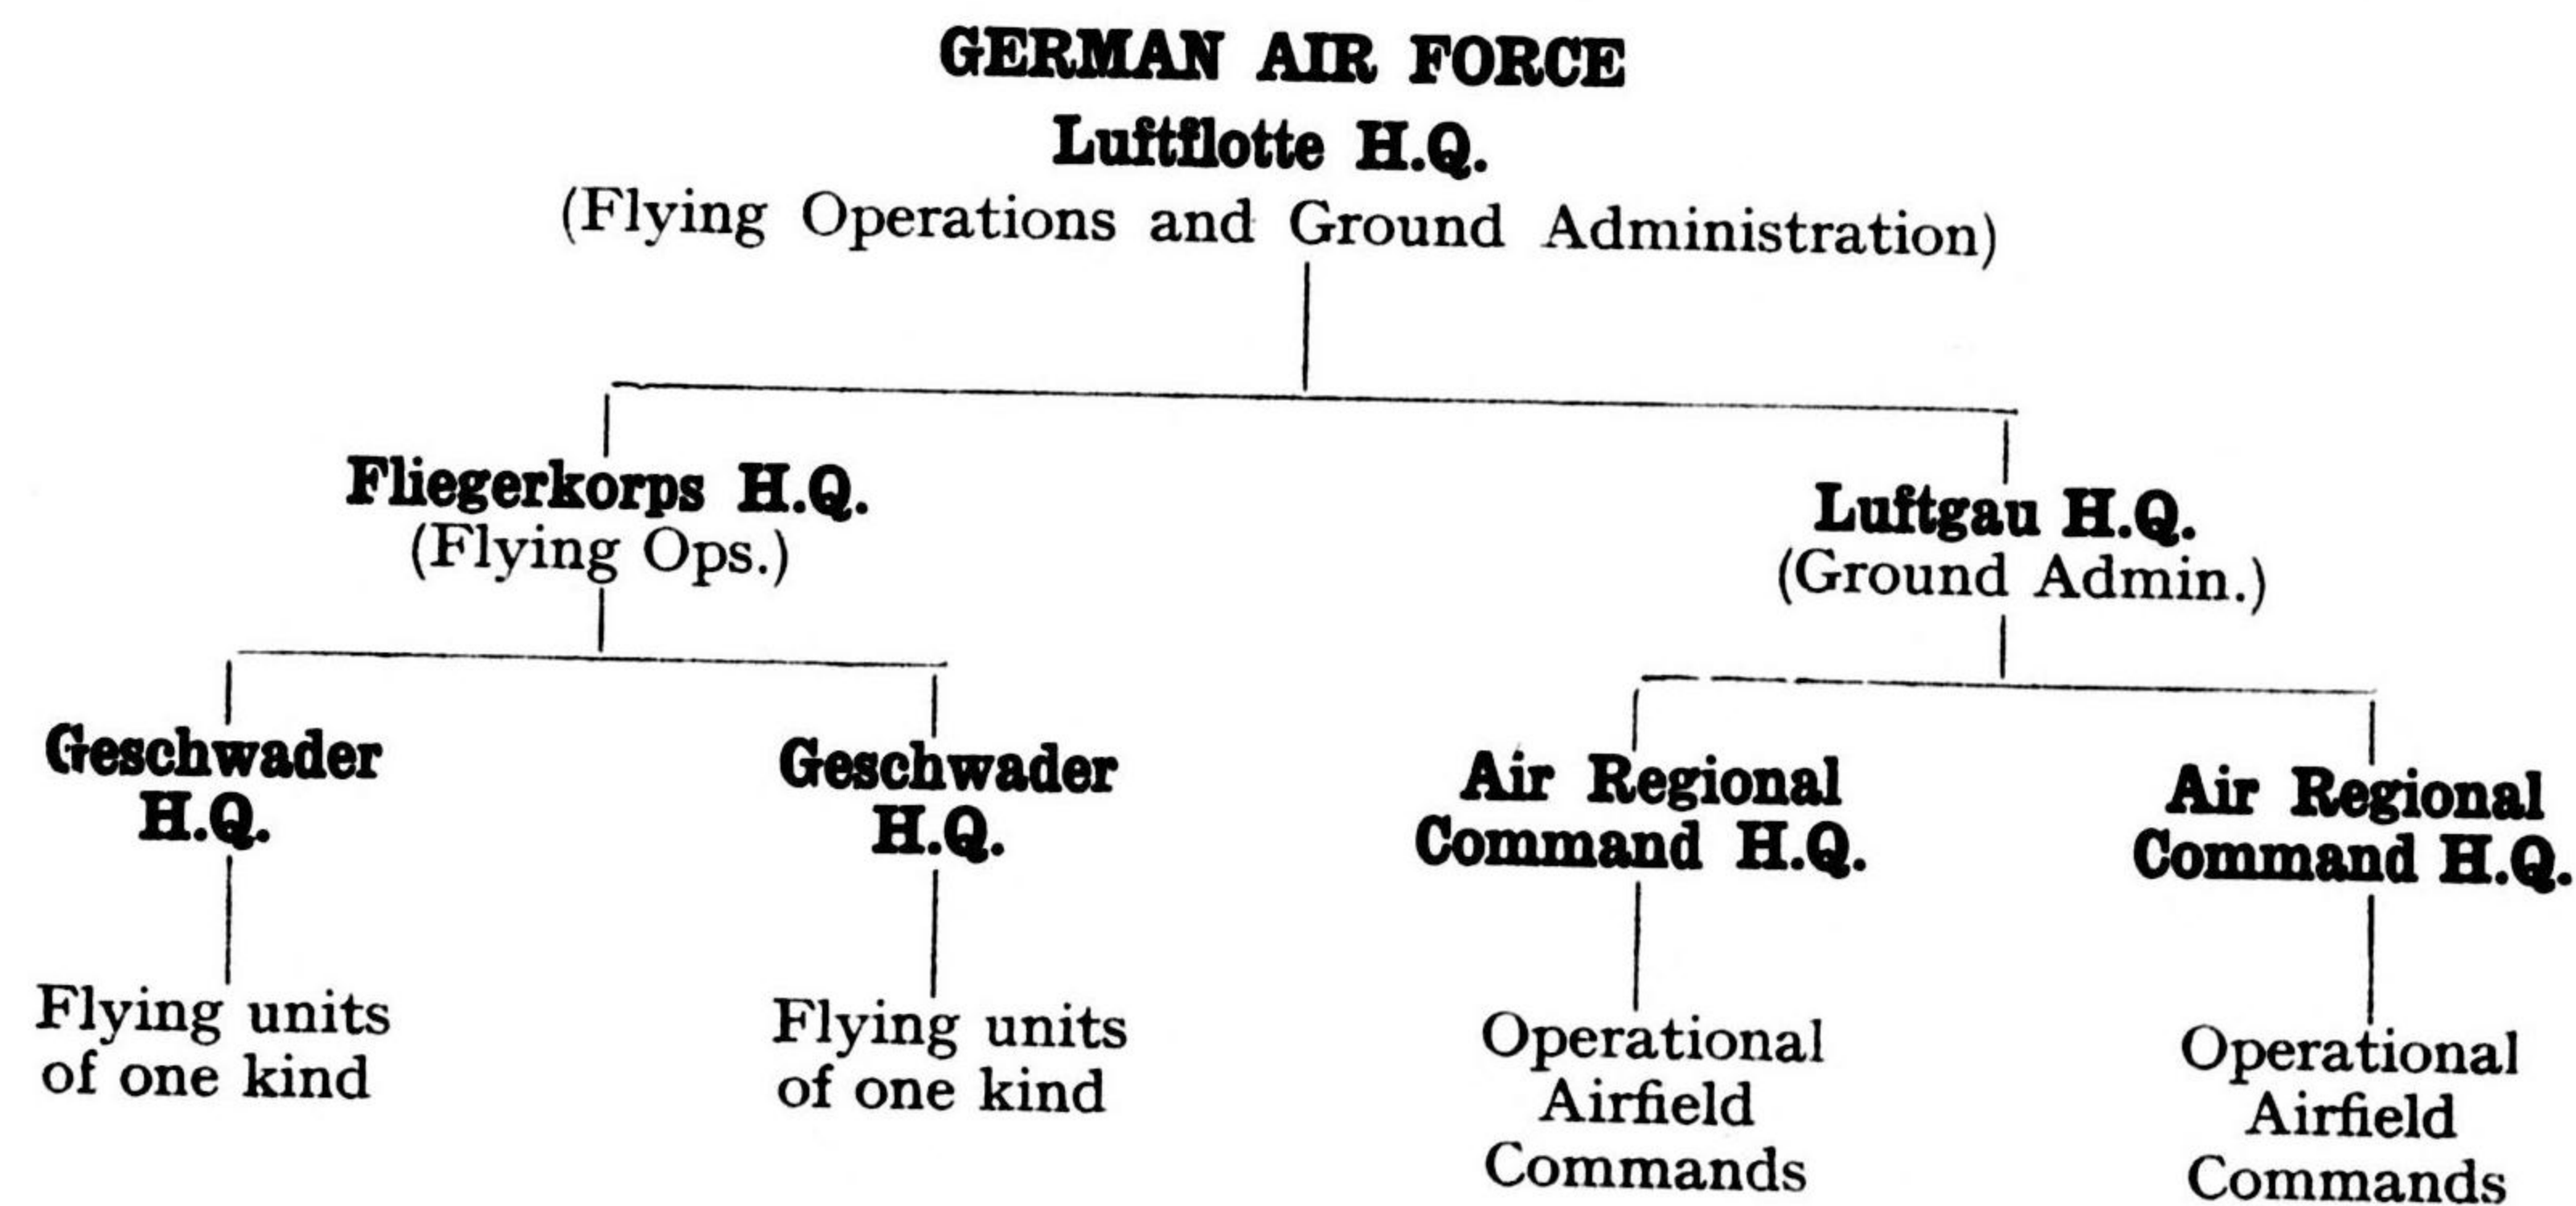 GERMAN AIR FORCE
Luftflotte H.Q.
(Flying Operations and Ground Administration)
Fliegerkorps H.Q.
(Flying Ops.)
Luftgau H.Q.
(Ground Admin.)
Geschwader
H.Q.
Geschwader
H.Q.
Air Regional
Command H.Q.
Air Regional
Command H.Q.
Flying units
of one kind
Flying units
of one kind
Operational
Airfield
Commands
Operational
Airfield
Commands